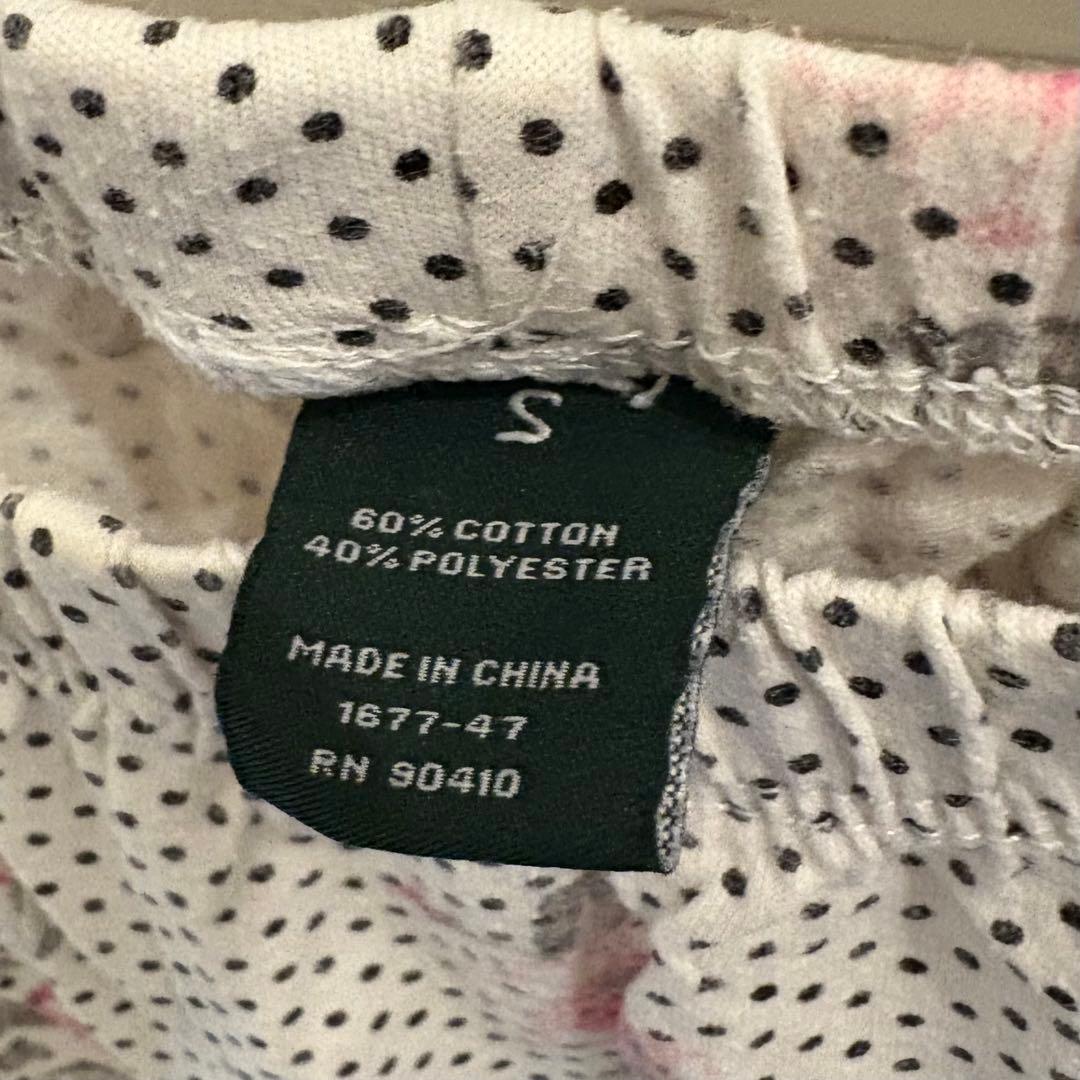 S
60% COTTON
40% POLYESTER
MADE IN CHINA
1677-47
RN 90410